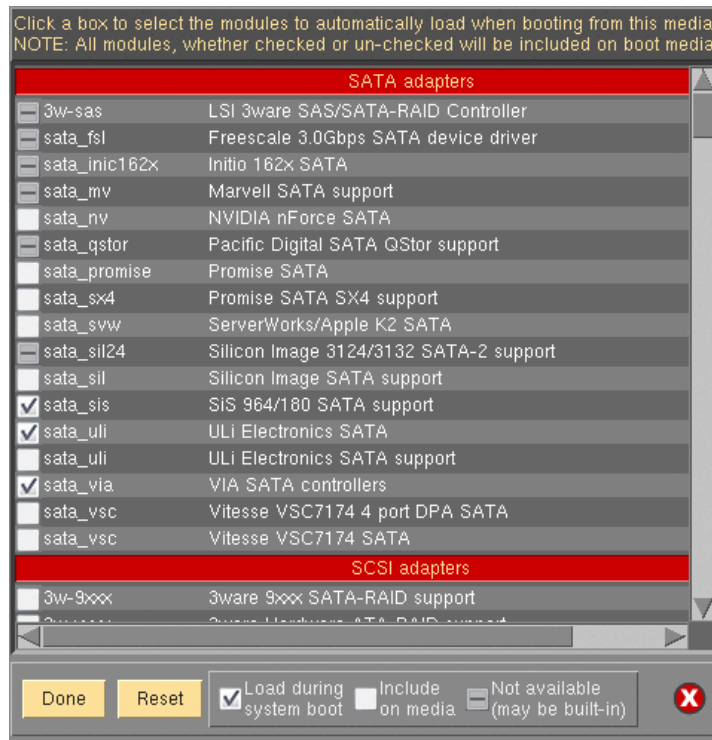 Click a box to select the modules to automatically load when booting from this media
NOTE: All modules, whether checked or un-checked will be included on boot media
SATA adapters
3w-sas LSI 3ware SAS/SATA-RAID Controller
sata_fsl Freescale 3.0Gbps SATA device driver
sata_inic162x Initio 162x SATA
sata_mv Marvell SATA support
sata_nv NVIDIA nForce SATA
sata_qstor Pacific Digital SATA QStor support
sata_promise Promise SATA
sata_sx4 Promise SATA SX4 support
sata_svw ServerWorks/Apple K2 SATA
sata_sil24 Silicon Image 3124/3132 SATA-2 support
sata_sil Silicon Image SATA support
sata_sis SiS 964/180 SATA support
sata_uli ULi Electronics SATA
sata_uli ULi Electronics SATA support
sata_via VIA SATA controllers
sata_vsc Vitesse VSC7174 4 port DPA SATA
sata_vsc Vitesse VSC7174 SATA
SCSI adapters
3w-9xxx 3ware 9xxx SATA-RAID support
Done Reset
Load during
system boot
Include
on media
Not available
(may be built-in)